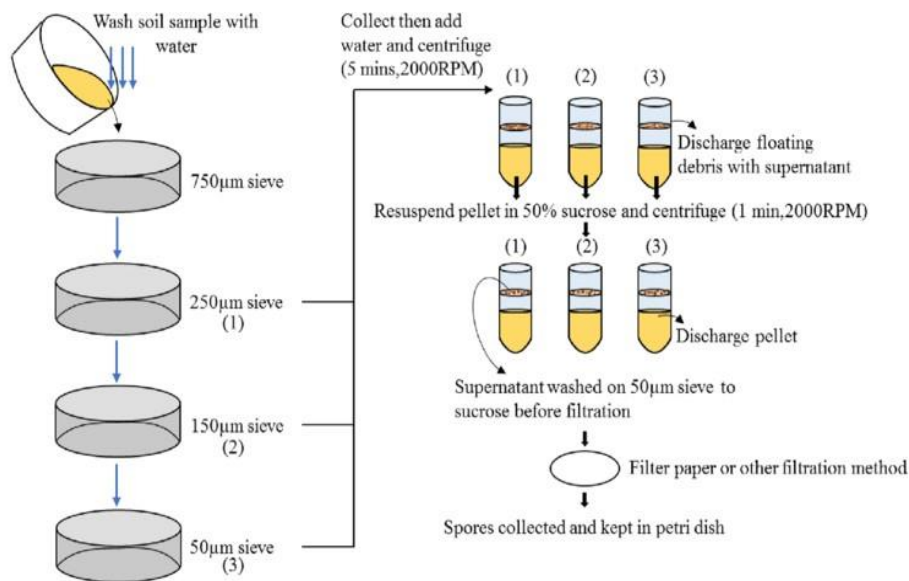 Wash soil sample with
water
750μm sieve
250μm sieve
(1)
150μm sieve
(2)
50μm sieve
(3)
Collect then add
water and centrifuge
(5 mins,2000RPM)
(1)
(2)
(3)
Discharge floating
debris with supernatant
Resuspend pellet in 50% sucrose and centrifuge (1 min,2000RPM)
(1)
(2)
(3)
Discharge pellet
Supernatant washed on 50μm sieve to
sucrose before filtration
Filter paper or other filtration method
Spores collected and kept in petri dish